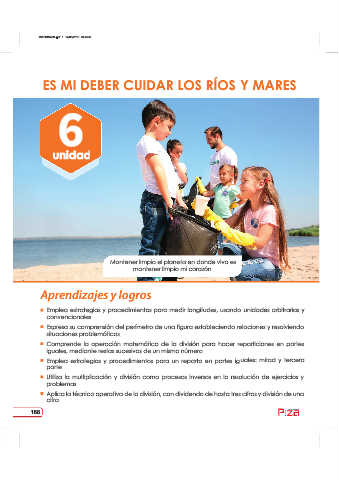 ES MI DEBER CUIDAR LOS RÍOS Y MARES
6
unidad
Mantener limpio el planeta en donde vivo es
mantener limpio mi corazón
Aprendizajes y logros
Emplea estrategias y procedimientos para medir longitudes, usando unidades arbitrarias y
convencionales
Expresa su comprensión del perímetro de una figura estableciendo relaciones y resolviendo
situaciones problemáticas
Comprende la operación matemática de la división para hacer reparticiones en partes
iguales, mediante restas sucesivas de un mismo número
Emplea estrategias y procedimientos para un reparto en partes iguales: mitad y tercera
parte
Utiliza la multiplicación y división como procesos inversos en la resolución de ejercicios y
problemas
Aplica la técnica operativa de la división, con dividendo de hasta tres cifras y división de una
cifra
188